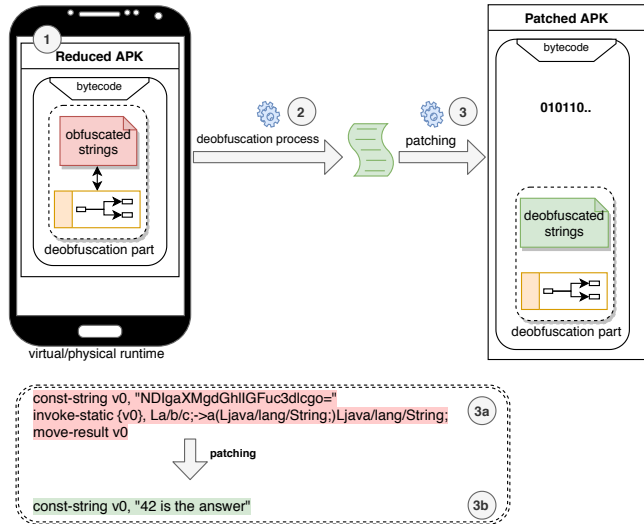 1
Reduced APK
bytecode
obfuscated
strings
deobfuscation part
virtual/physical runtime
2
deobfuscation process
3
patching
Patched APK
bytecode
010110..
deobfuscated
strings
deobfuscation part
const-string v0, "NDIgaXMgdGhlIGFuc3dlcgo="
invoke-static {v0}, La/b/c;->a(Ljava/lang/String;)Ljava/lang/String;
move-result v0
3a
patching
const-string v0, "42 is the answer"
3b